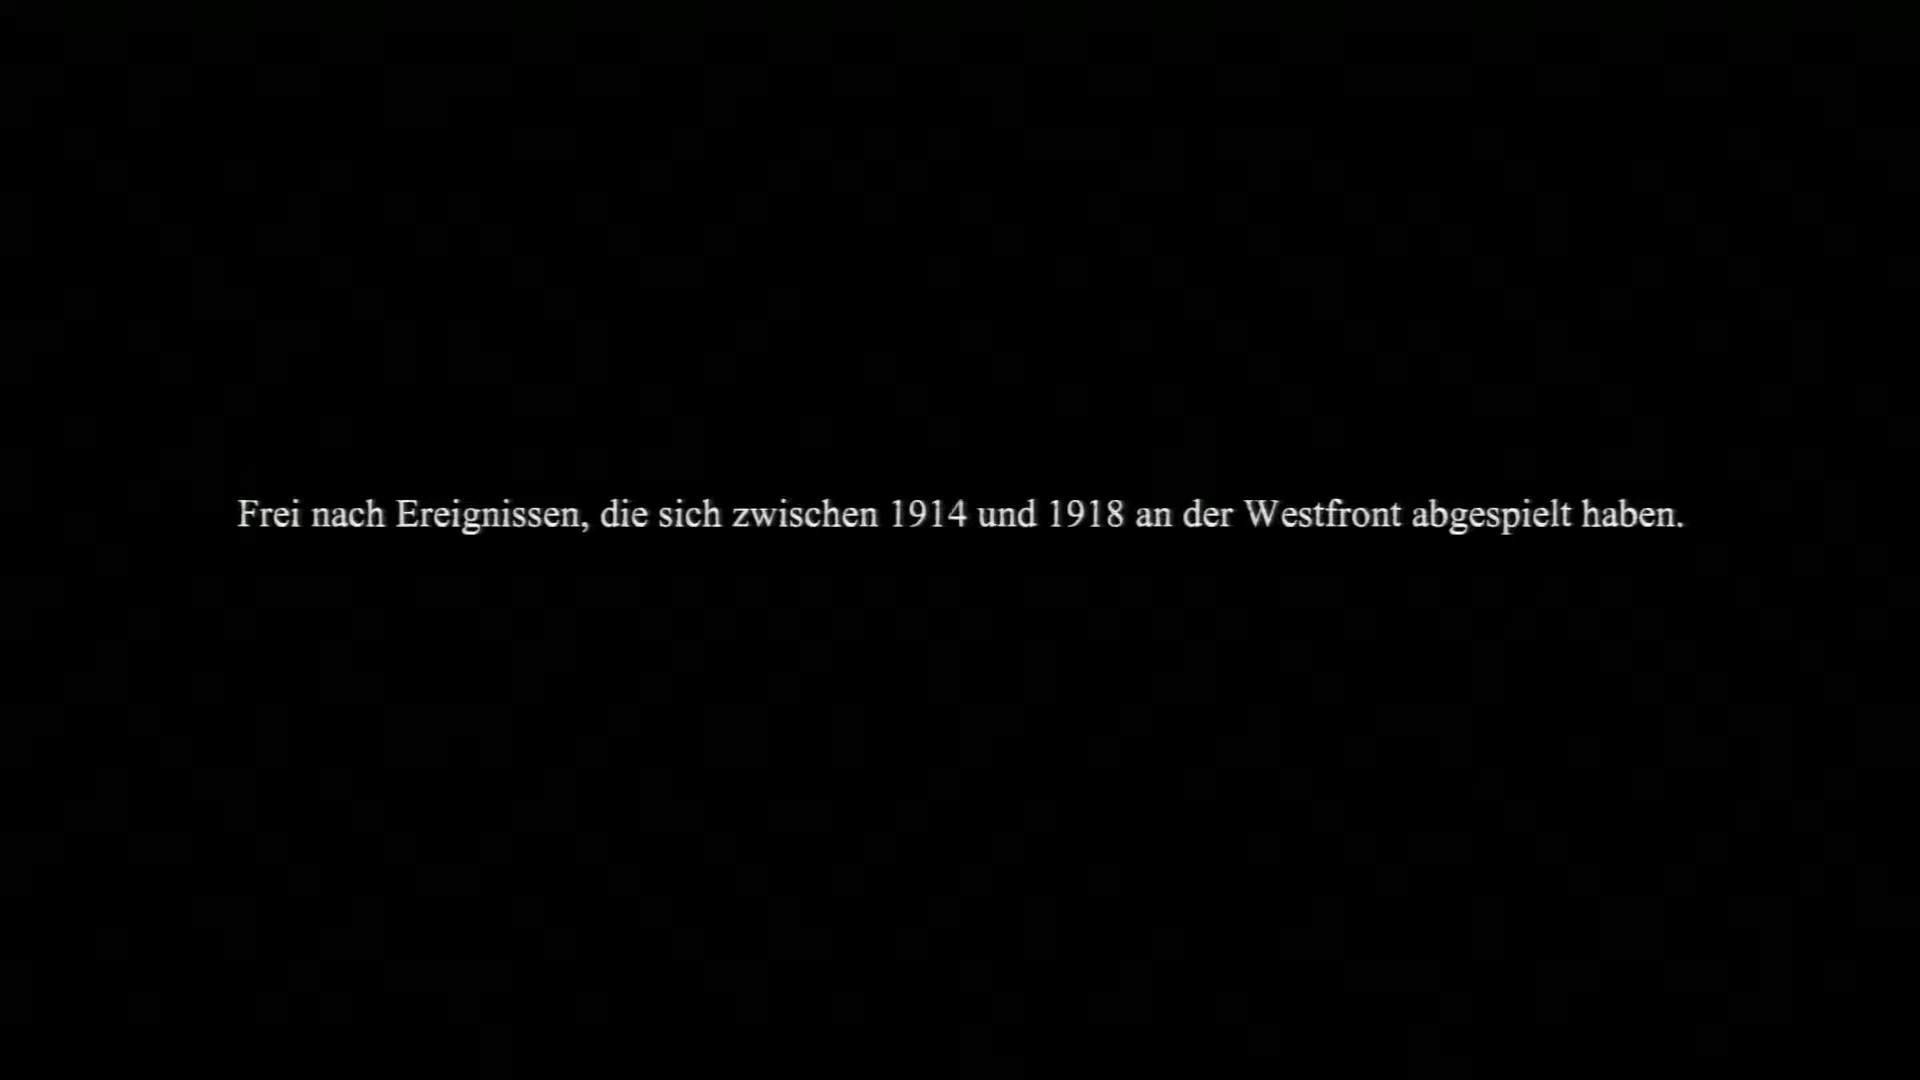 Frei nach Ereignissen, die sich zwischen 1914 und 1918 an der Westfront abgespielt haben.